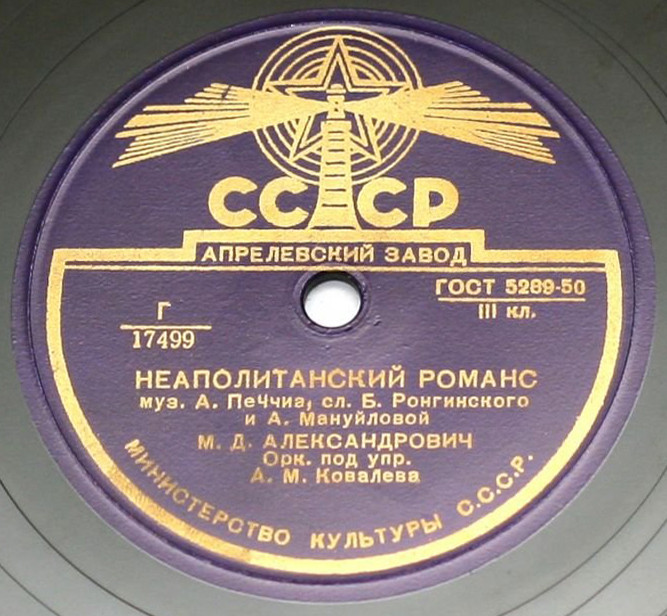 СССР
АПРЕЛЕВСКИЙ ЗАВОД
ГОСТ 5289-50
III кл.
Г
17499
НЕАПОЛИТАНСКИЙ РОМАНС
муз. А. ПеЧчиа, сл. Б. Ронгинского
и А. Мануйловой
М. Д. АЛЕКСАНДРОВИЧ
Орк. под упр.
А. М. Ковалева
МИНИСТЕРСТВО КУЛЬТУРЫ С.С.С.Р.